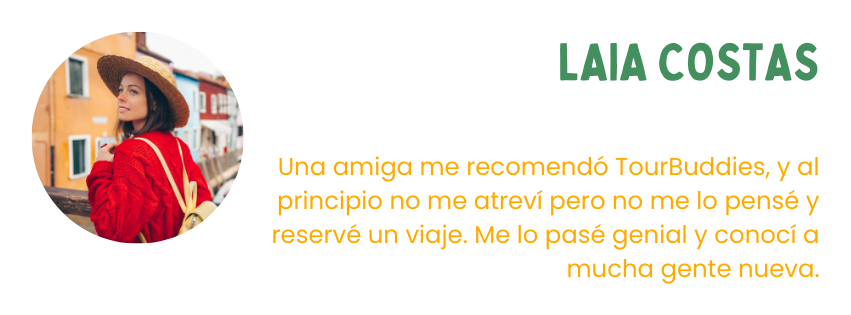 LAIA COSTAS
Una amiga me recomendó TourBuddies, y al
principio no me atreví pero no me lo pensé y
reservé un viaje. Me lo pasé genial y conocí a
mucha gente nueva.